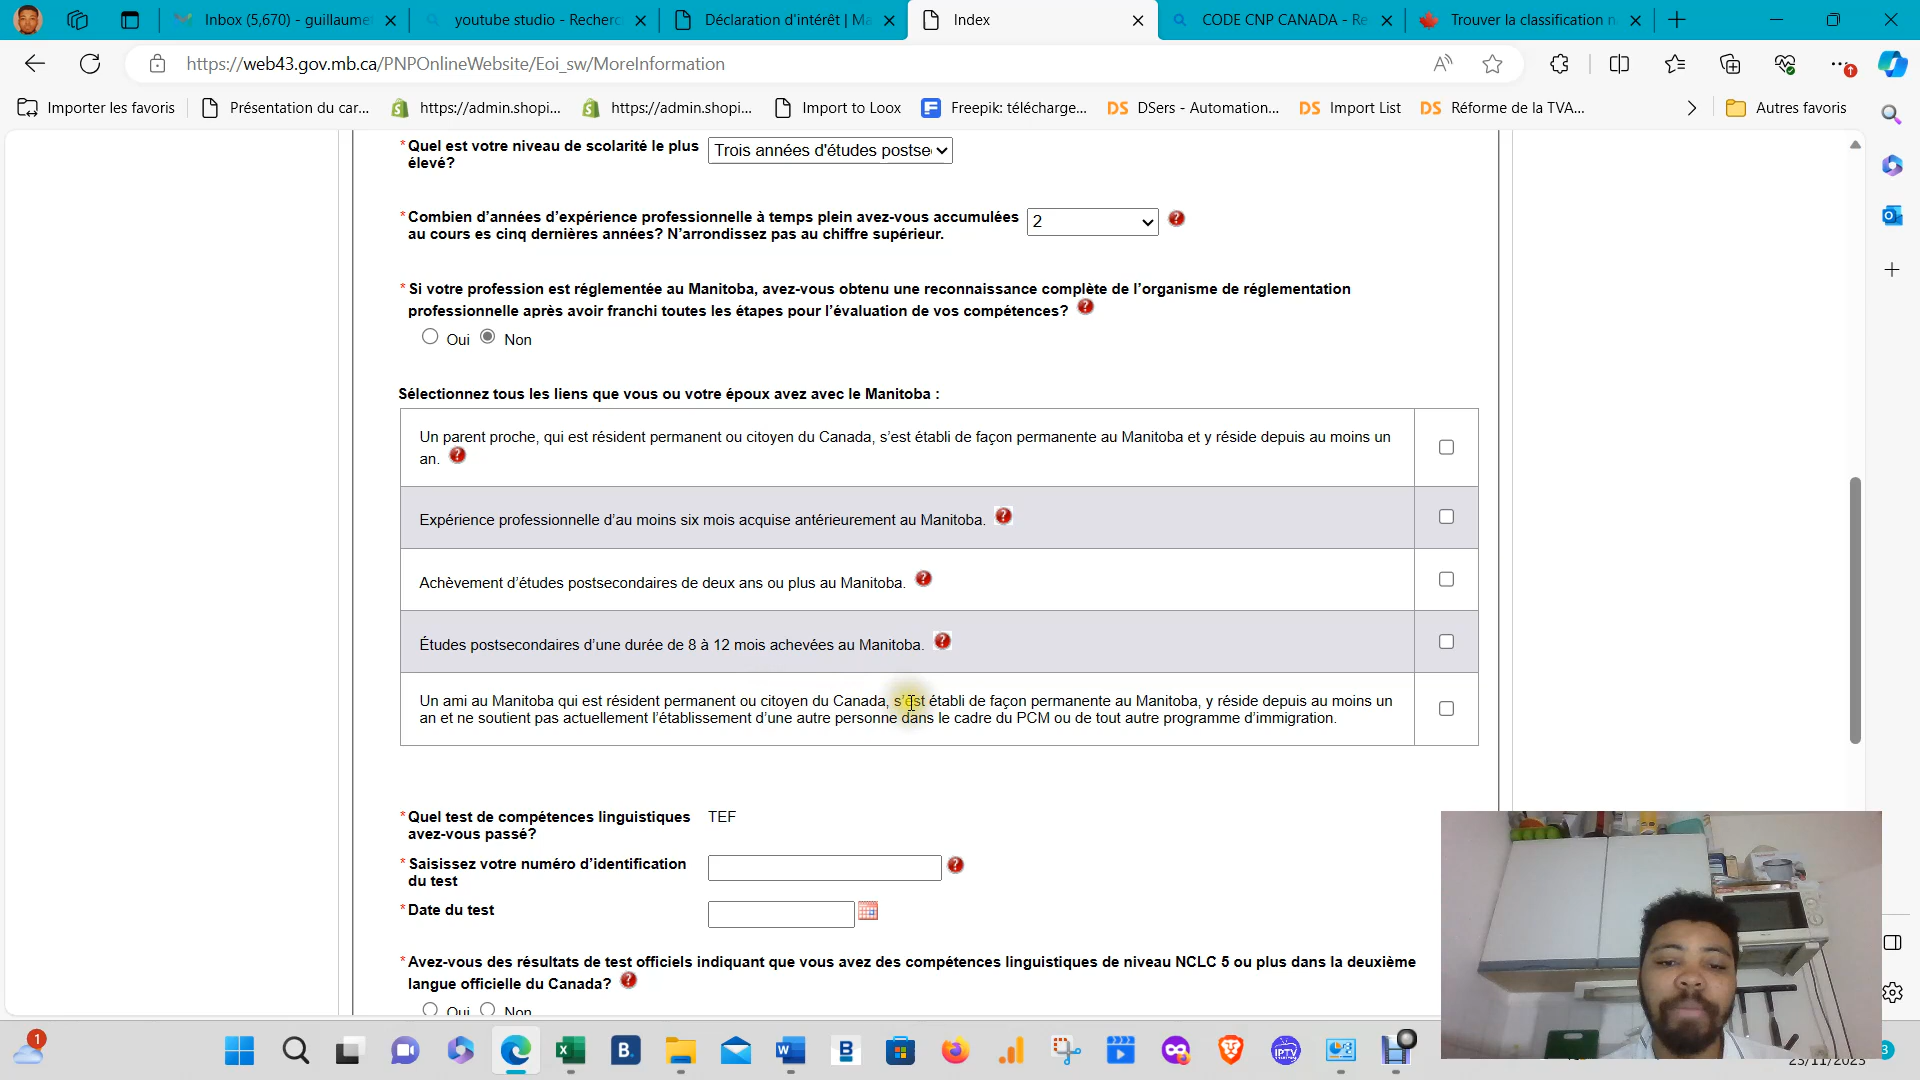 Inbox (5,670) - guillaume
youtube studio - Recherc
Déclaration d'intérêt | Ma
Index
CODE CNP CANADA - Re
Trouver la classification n
https://web43.gov.mb.ca/PNPOnlineWebsite/Eoi_sw/MoreInformation
Importer les favoris
Présentation du car...
https://admin.shopi...
https://admin.shopi...
Import to Loox
Freepik: télécharge...
DS DSers - Automation...
DS Import List
DS Réforme de la TVA...
Autres favoris
*Quel est votre niveau de scolarité le plus
élevé?
Trois années d'études postse
*Combien d'années d'expérience professionnelle à temps plein avez-vous accumulées
au cours es cinq dernières années? N'arrondissez pas au chiffre supérieur.
2
*Si votre profession est réglementée au Manitoba, avez-vous obtenu une reconnaissance complète de l'organisme de réglementation
professionnelle après avoir franchi toutes les étapes pour l'évaluation de vos compétences?
Oui Non
Sélectionnez tous les liens que vous ou votre époux avez avec le Manitoba :
Un parent proche, qui est résident permanent ou citoyen du Canada, s'est établi de façon permanente au Manitoba et y réside depuis au moins un
an.
Expérience professionnelle d'au moins six mois acquise antérieurement au Manitoba.
Achèvement d'études postsecondaires de deux ans ou plus au Manitoba.
Études postsecondaires d'une durée de 8 à 12 mois achevées au Manitoba.
Un ami au Manitoba qui est résident permanent ou citoyen du Canada, s'est établi de façon permanente au Manitoba, y réside depuis au moins un
an et ne soutient pas actuellement l'établissement d'une autre personne dans le cadre du PCM ou de tout autre programme d'immigration.
*Quel test de compétences linguistiques
avez-vous passé?
TEF
*Saisissez votre numéro d'identification
du test
*Date du test
*Avez-vous des résultats de test officiels indiquant que vous avez des compétences linguistiques de niveau NCLC 5 ou plus dans la deuxième
langue officielle du Canada?
Oui Non
1
IPTV
23/11/2023
3